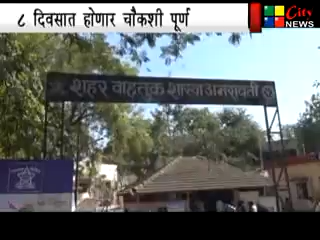 ८ दिवसात होणार चौकशी पूर्ण
City
NEWS
शहर वाहतुक शाखा अमरावती